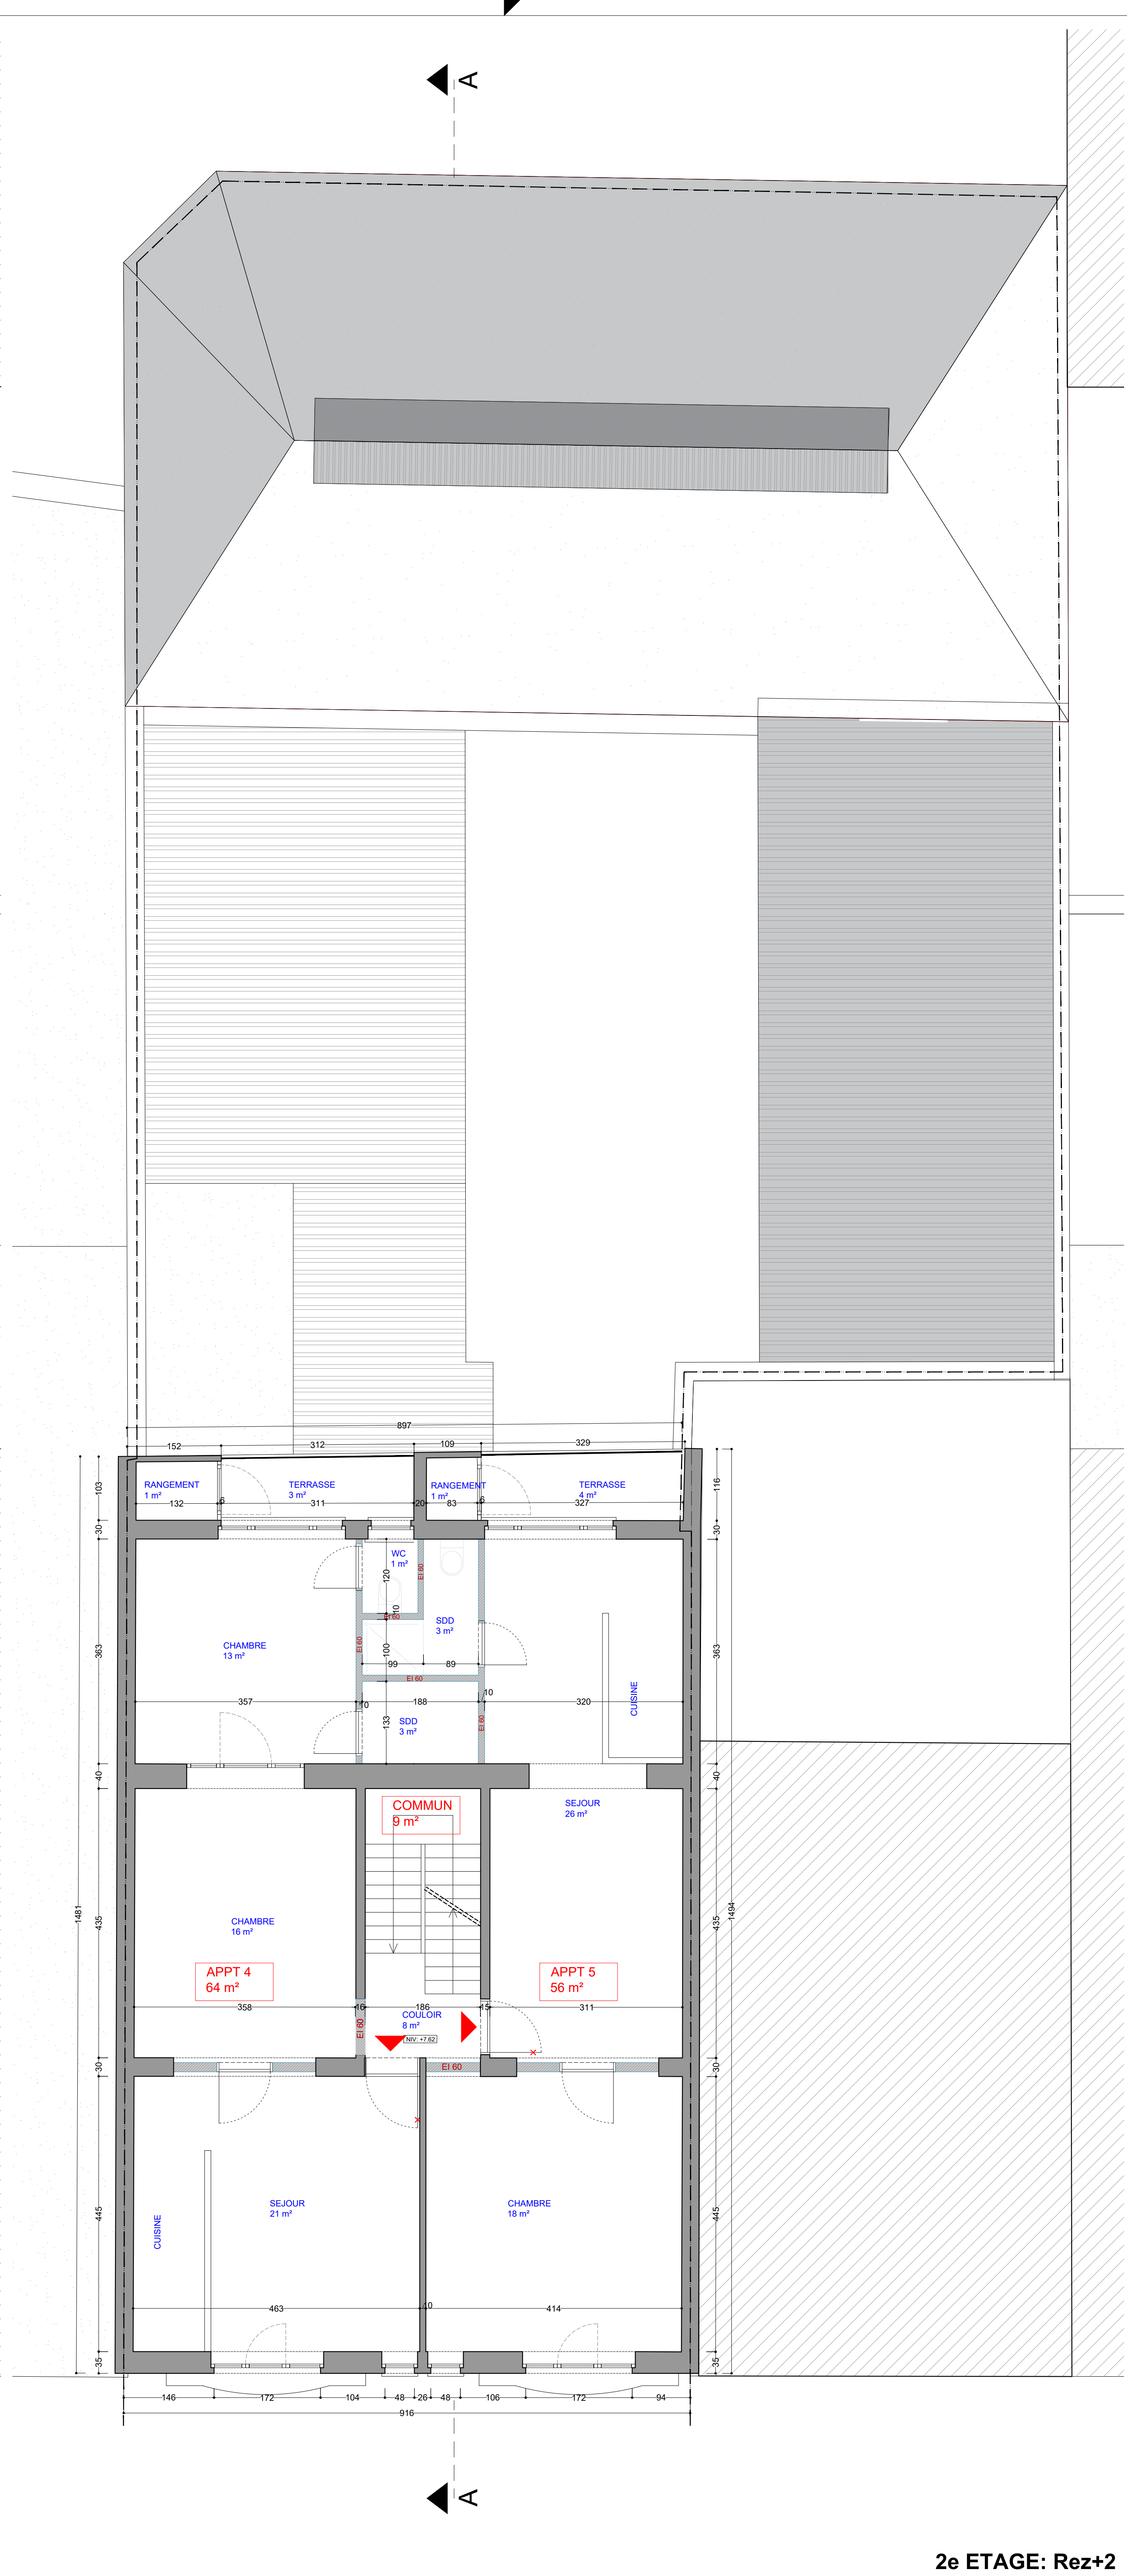 A
897
152
312
109
329
103
116
RANGEMENT
1 m²
TERRASSE
3 m²
RANGEMENT
1 m²
TERRASSE
4 m²
132
6
311
20
83
6
327
30
30
WC
1 m²
120
EI 60
10
EI 60
SDD
3 m²
363
363
CHAMBRE
13 m²
EI 60
100
99
89
EI 60
CUISINE
357
10
188
10
320
133
SDD
3 m²
EI 60
40
40
COMMUN
9 m²
SEJOUR
26 m²
1481
435
435
1494
CHAMBRE
16 m²
APPT 4
64 m²
APPT 5
56 m²
358
16
186
15
311
COULOIR
8 m²
EI 60
NIV: +7.62
30
EI 60
30
445
445
SEJOUR
21 m²
CHAMBRE
18 m²
CUISINE
463
10
414
35
35
146
172
104
48
26
48
106
172
94
916
A
2e ETAGE: Rez+2